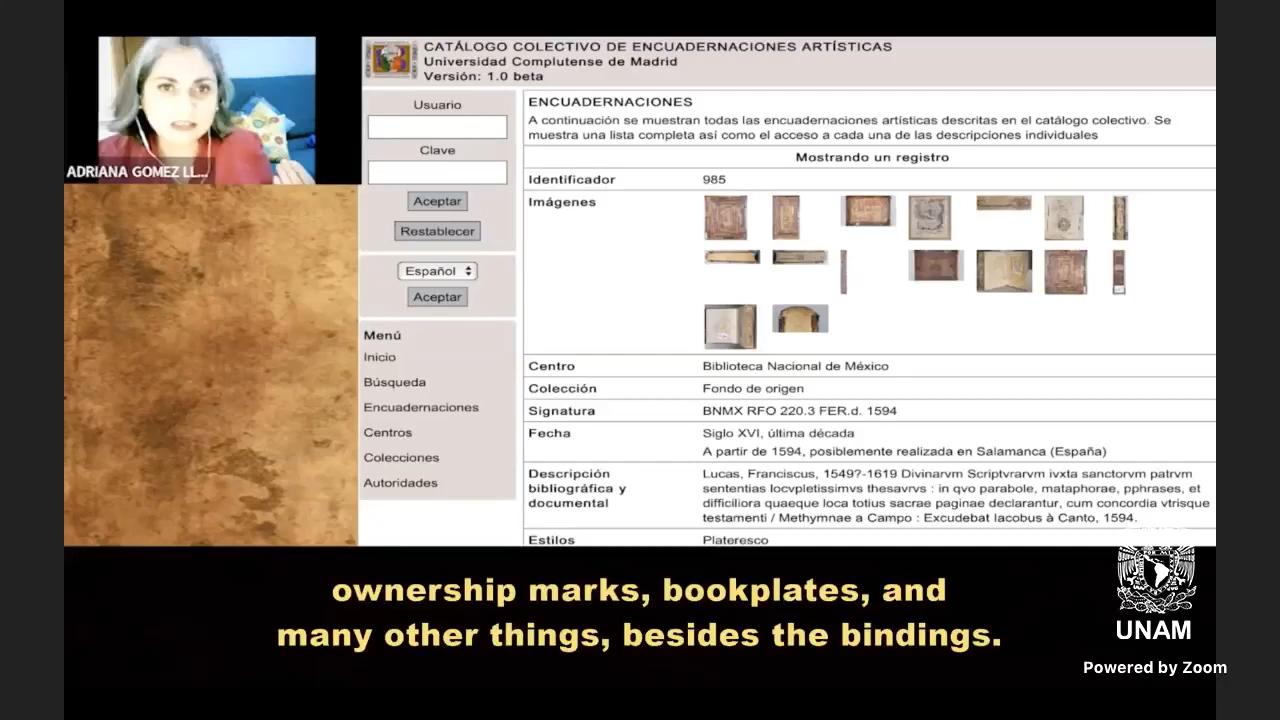 ADRIANA GOMEZ LL...
CATÁLOGO COLECTIVO DE ENCUADERNACIONES ARTÍSTICAS
Universidad Complutense de Madrid
Versión: 1.0 beta
Usuario
Clave
Aceptar
Restablecer
Español
Aceptar
Menú
Inicio
Búsqueda
Encuadernaciones
Centros
Colecciones
Autoridades
ENCUADERNACIONES
A continuación se muestran todas las encuadernaciones artísticas descritas en el catálogo colectivo. Se
muestra una lista completa así como el acceso a cada una de las descripciones individuales
Mostrando un registro
Identificador 985
Imágenes
Centro Biblioteca Nacional de México
Colección Fondo de origen
Signatura BNMX RFO 220.3 FER.d. 1594
Fecha Siglo XVI, última década
A partir de 1594, posiblemente realizada en Salamanca (España)
Descripción Lucas, Franciscus, 1549?-1619 Divinarvm Scriptvrarvm ivxta sanctorvm patrvm
bibliográfica y sententias locvpletissimvs thesavrvs : in qvo parabole, mataphorae, pphrases, et
documental difficiliora quaeque loca totius sacrae paginae declarantur, cum concordia vtrisque
testamenti / Methymnae a Campo : Excudebat Iacobus à Canto, 1594.
Estilos Plateresco
ownership marks, bookplates, and
many other things, besides the bindings.
UNAM
Powered by Zoom